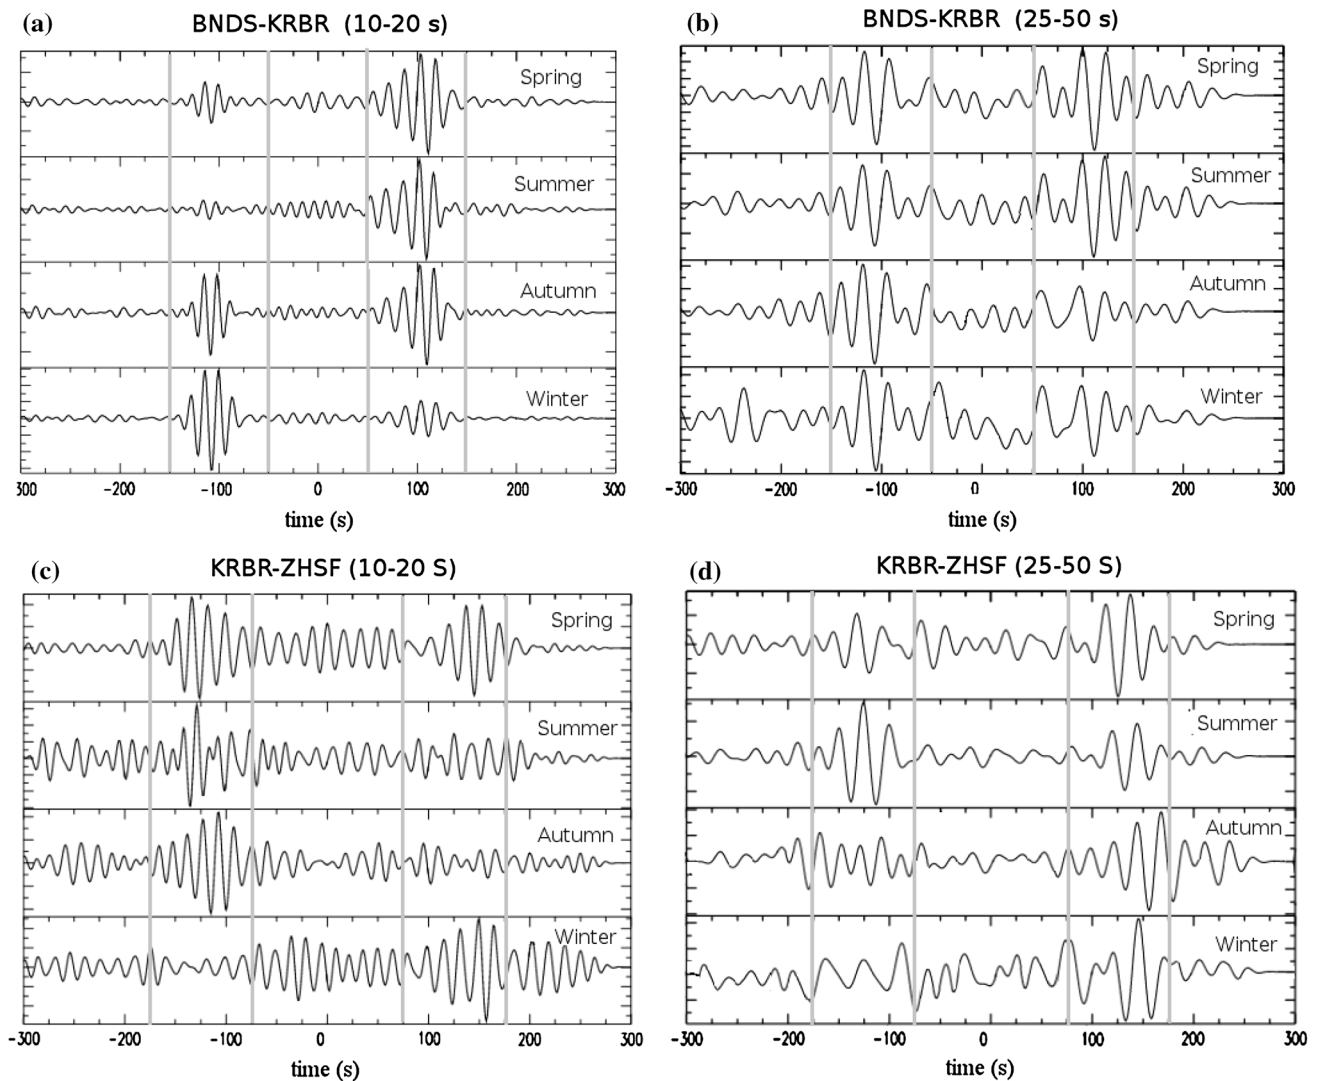 (a) BNDS-KRBR (10-20 s)
Spring
Summer
Autumn
Winter
300 -200 -100 0 100 200 300
time (s)
(b) BNDS-KRBR (25-50 s)
Spring
Summer
Autumn
Winter
-300 -200 -100 0 100 200 300
time (s)
(c) KRBR-ZHSF (10-20 S)
Spring
Summer
Autumn
Winter
-300 -200 -100 0 100 200 300
time (s)
(d) KRBR-ZHSF (25-50 S)
Spring
Summer
Autumn
Winter
-300 -200 -100 0 100 200 300
time (s)